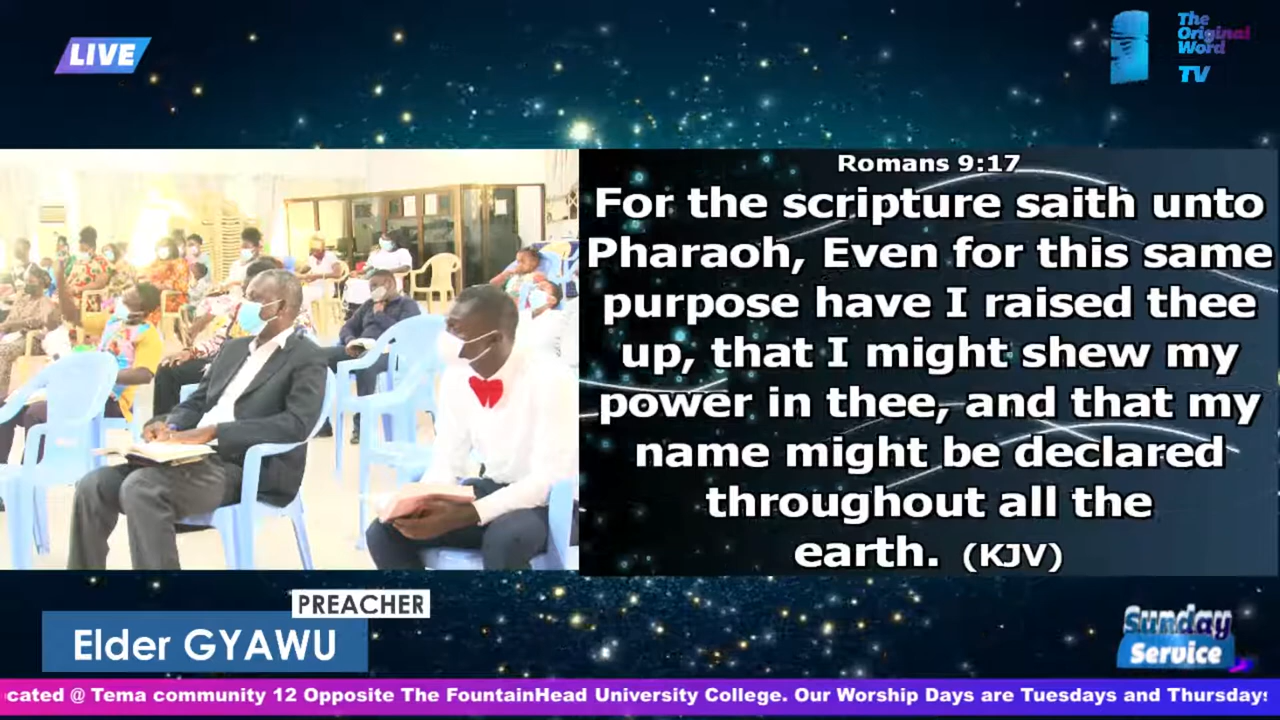 LIVE
The
Original
Word
TV
Romans 9:17
For the scripture saith unto
Pharaoh, Even for this same
purpose have I raised thee
up, that I might shew my
power in thee, and that my
name might be declared
throughout all the
earth. (KJV)
PREACHER
Elder GYAWU
Sunday
Service
cated @ Tema community 12 Opposite The FountainHead University College. Our Worship Days are Tuesdays and Thursdays